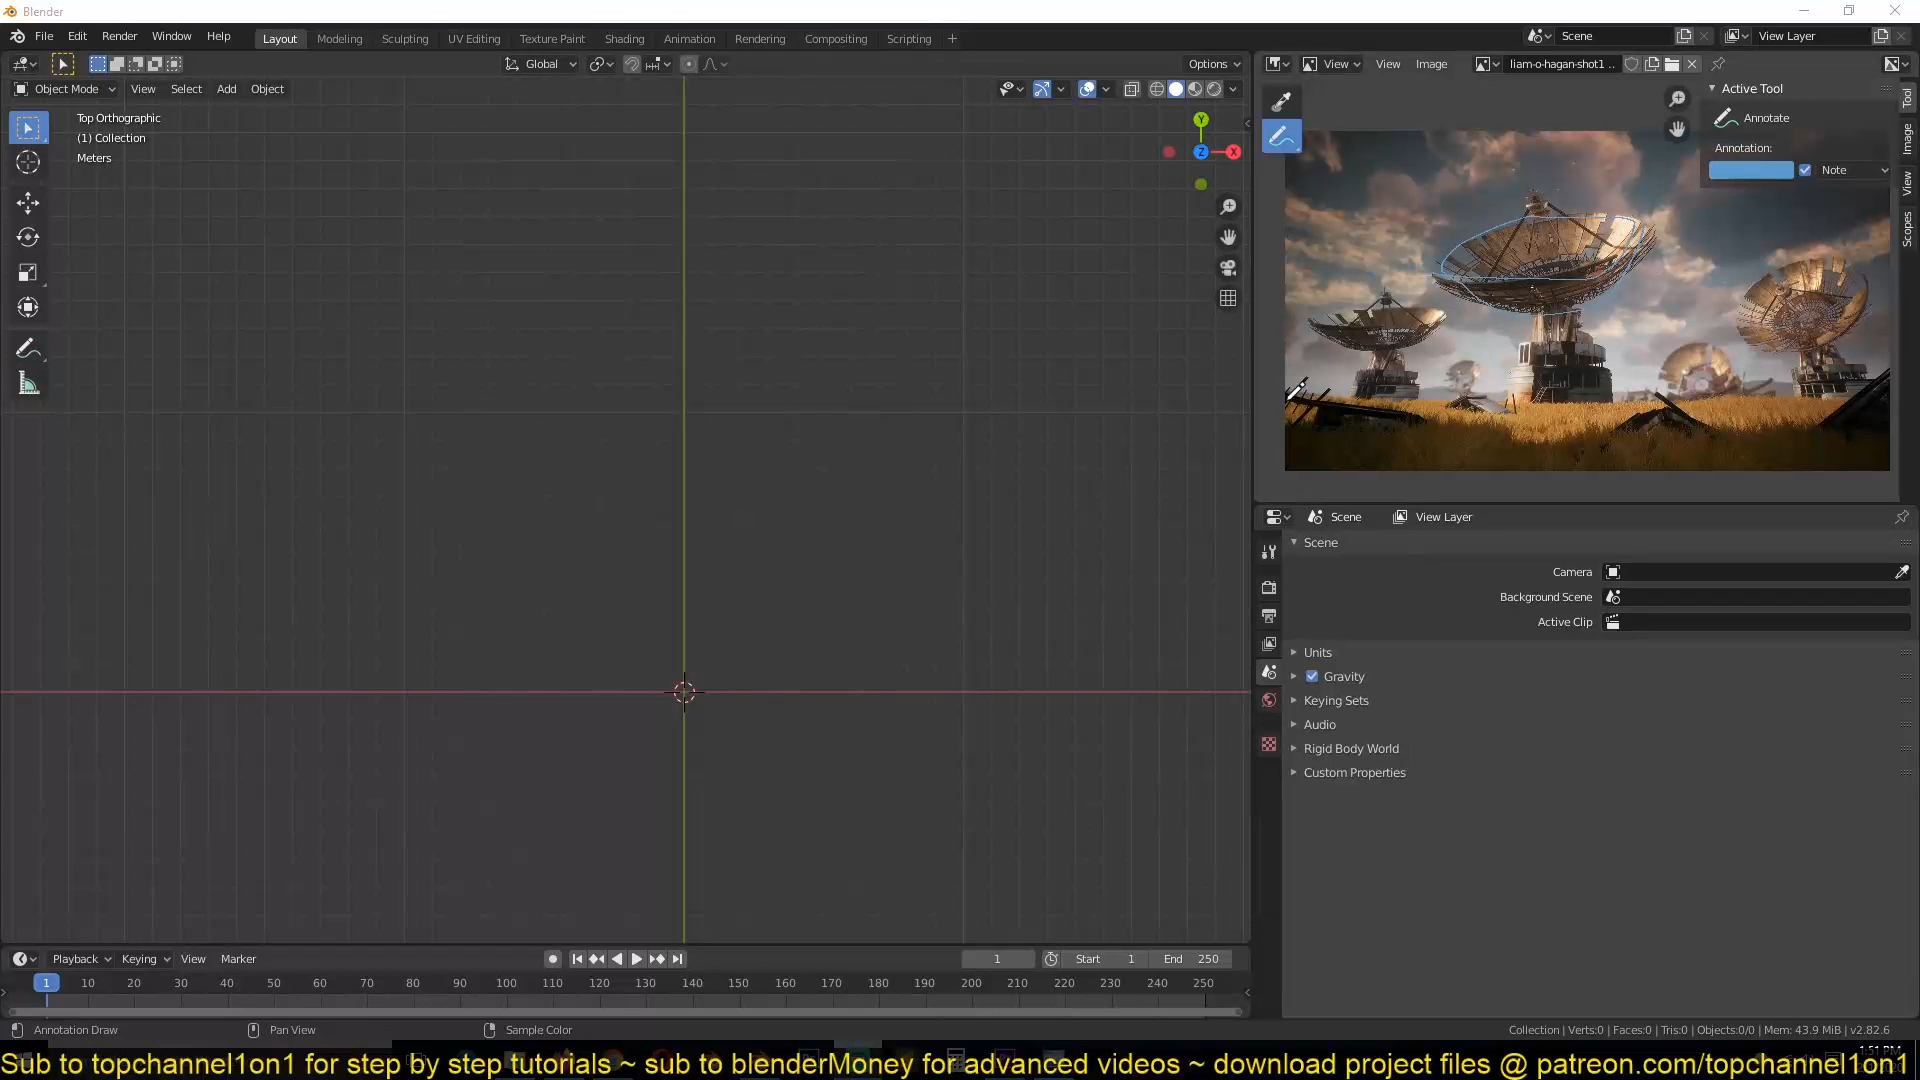 Blender
File Edit Render Window Help
Layout Modeling Sculpting UV Editing Texture Paint Shading Animation Rendering Compositing Scripting
Scene
View Layer
Global
Options
View View Image liam-o-hagan-shot1 ..
Object Mode View Select Add Object
Active Tool
Annotate
Annotation:
Note
Tool
Image
View
Scopes
Top Orthographic
(1) Collection
Meters
Y
Z
X
Scene View Layer
Scene
Camera
Background Scene
Active Clip
Units
Gravity
Keying Sets
Audio
Rigid Body World
Custom Properties
Playback Keying View Marker
1 Start 1 End 250
1 10 20 30 40 50 60 70 80 90 100 110 120 130 140 150 160 170 180 190 200 210 220 230 240 250
Annotation Draw Pan View Sample Color
Collection | Verts:0 | Faces:0 | Tris:0 | Objects:0/0 | Mem: 43.9 MiB | v2.82.6
1:51 PM
Sub to topchannel1on1 for step by step tutorials ~ sub to blenderMoney for advanced videos ~ download project files @ patreon.com/topchannel1on1